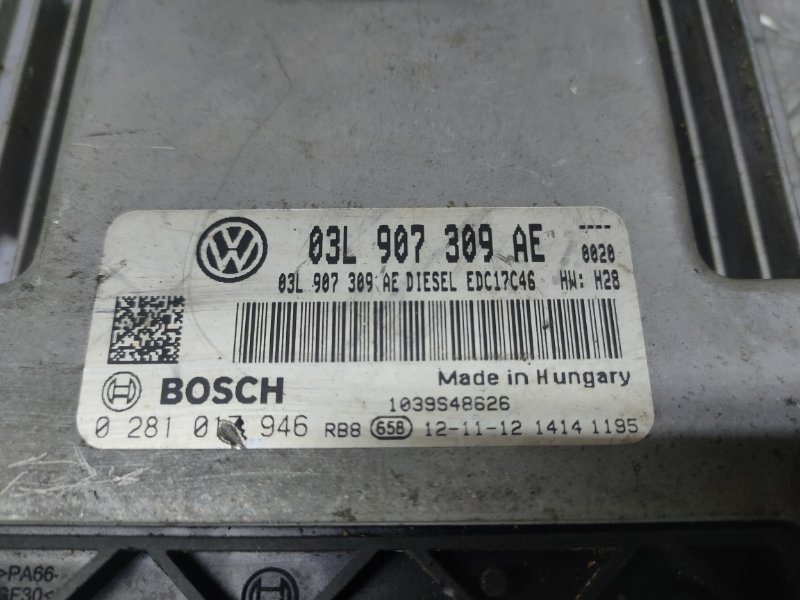 03L 907 309 AE ----
0020
03L 907 309 AE DIESEL EDC17C46 HW: H28
BOSCH
Made in Hungary
1039S48626
0 281 017 946 RB8 658 12-11-12 1414 1195
>PA66-
GF30<